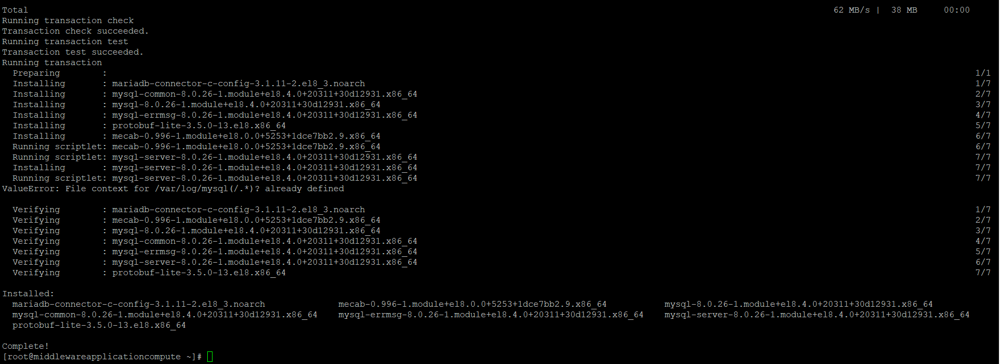 Total 62 MB/s | 38 MB 00:00
Running transaction check
Transaction check succeeded.
Running transaction test
Transaction test succeeded.
Running transaction
Preparing : 1/1
Installing : mariadb-connector-c-config-3.1.11-2.el8_3.noarch 1/7
Installing : mysql-common-8.0.26-1.module+el8.4.0+20311+30d12931.x86_64 2/7
Installing : mysql-8.0.26-1.module+el8.4.0+20311+30d12931.x86_64 3/7
Installing : mysql-errmsg-8.0.26-1.module+el8.4.0+20311+30d12931.x86_64 4/7
Installing : protobuf-lite-3.5.0-13.el8.x86_64 5/7
Installing : mecab-0.996-1.module+el8.0.0+5253+1dce7bb2.9.x86_64 6/7
Running scriptlet: mecab-0.996-1.module+el8.0.0+5253+1dce7bb2.9.x86_64 6/7
Running scriptlet: mysql-server-8.0.26-1.module+el8.4.0+20311+30d12931.x86_64 7/7
Installing : mysql-server-8.0.26-1.module+el8.4.0+20311+30d12931.x86_64 7/7
Running scriptlet: mysql-server-8.0.26-1.module+el8.4.0+20311+30d12931.x86_64 7/7
ValueError: File context for /var/log/mysql(/.*)? already defined
Verifying : mariadb-connector-c-config-3.1.11-2.el8_3.noarch 1/7
Verifying : mecab-0.996-1.module+el8.0.0+5253+1dce7bb2.9.x86_64 2/7
Verifying : mysql-8.0.26-1.module+el8.4.0+20311+30d12931.x86_64 3/7
Verifying : mysql-common-8.0.26-1.module+el8.4.0+20311+30d12931.x86_64 4/7
Verifying : mysql-errmsg-8.0.26-1.module+el8.4.0+20311+30d12931.x86_64 5/7
Verifying : mysql-server-8.0.26-1.module+el8.4.0+20311+30d12931.x86_64 6/7
Verifying : protobuf-lite-3.5.0-13.el8.x86_64 7/7
Installed:
mariadb-connector-c-config-3.1.11-2.el8_3.noarch mecab-0.996-1.module+el8.0.0+5253+1dce7bb2.9.x86_64 mysql-8.0.26-1.module+el8.4.0+20311+30d12931.x86_64
mysql-common-8.0.26-1.module+el8.4.0+20311+30d12931.x86_64 mysql-errmsg-8.0.26-1.module+el8.4.0+20311+30d12931.x86_64 mysql-server-8.0.26-1.module+el8.4.0+20311+30d12931.x86_64
protobuf-lite-3.5.0-13.el8.x86_64
Complete!
[root@middlewareapplicationcompute ~]#